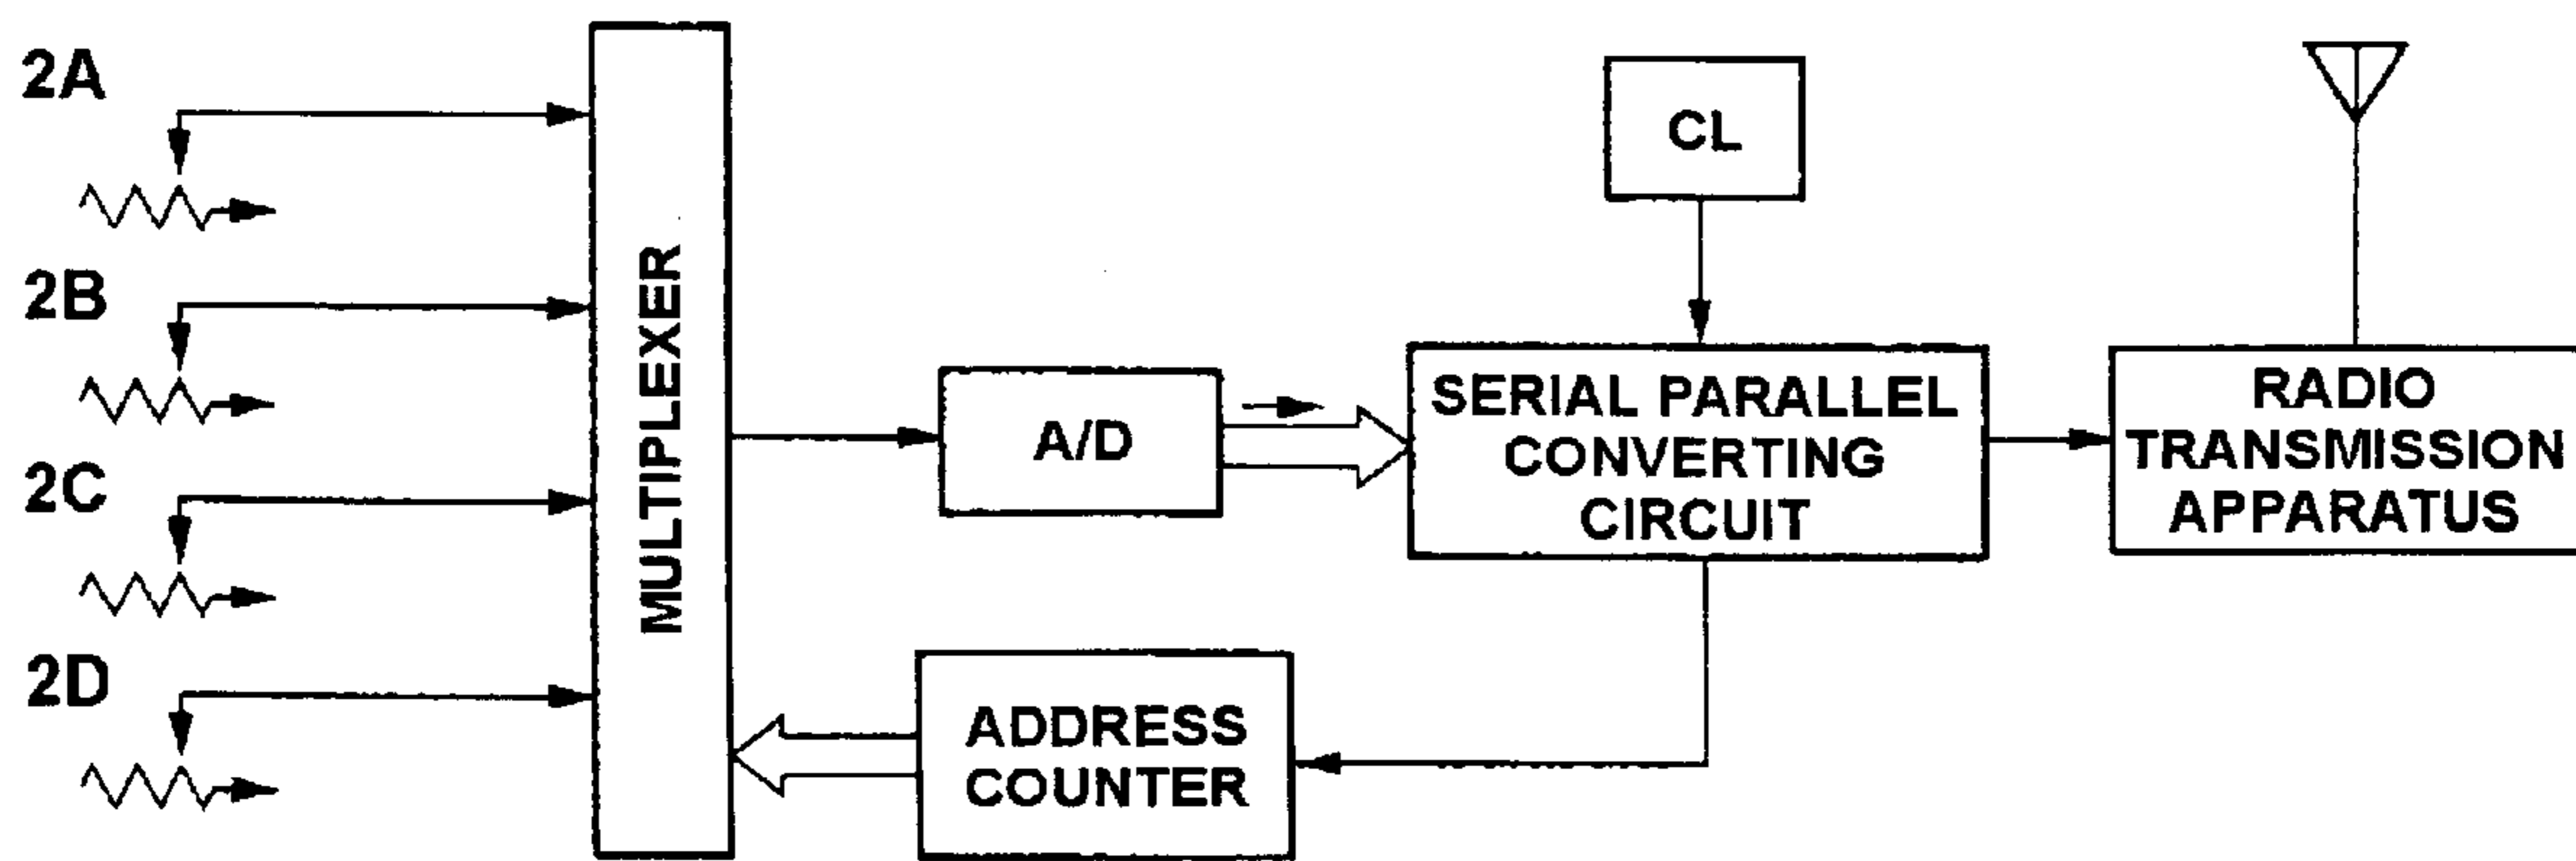 2A
2B
2C
2D
MULTIPLEXER
A/D
CL
SERIAL PARALLEL
CONVERTING
CIRCUIT
RADIO
TRANSMISSION
APPARATUS
ADDRESS
COUNTER